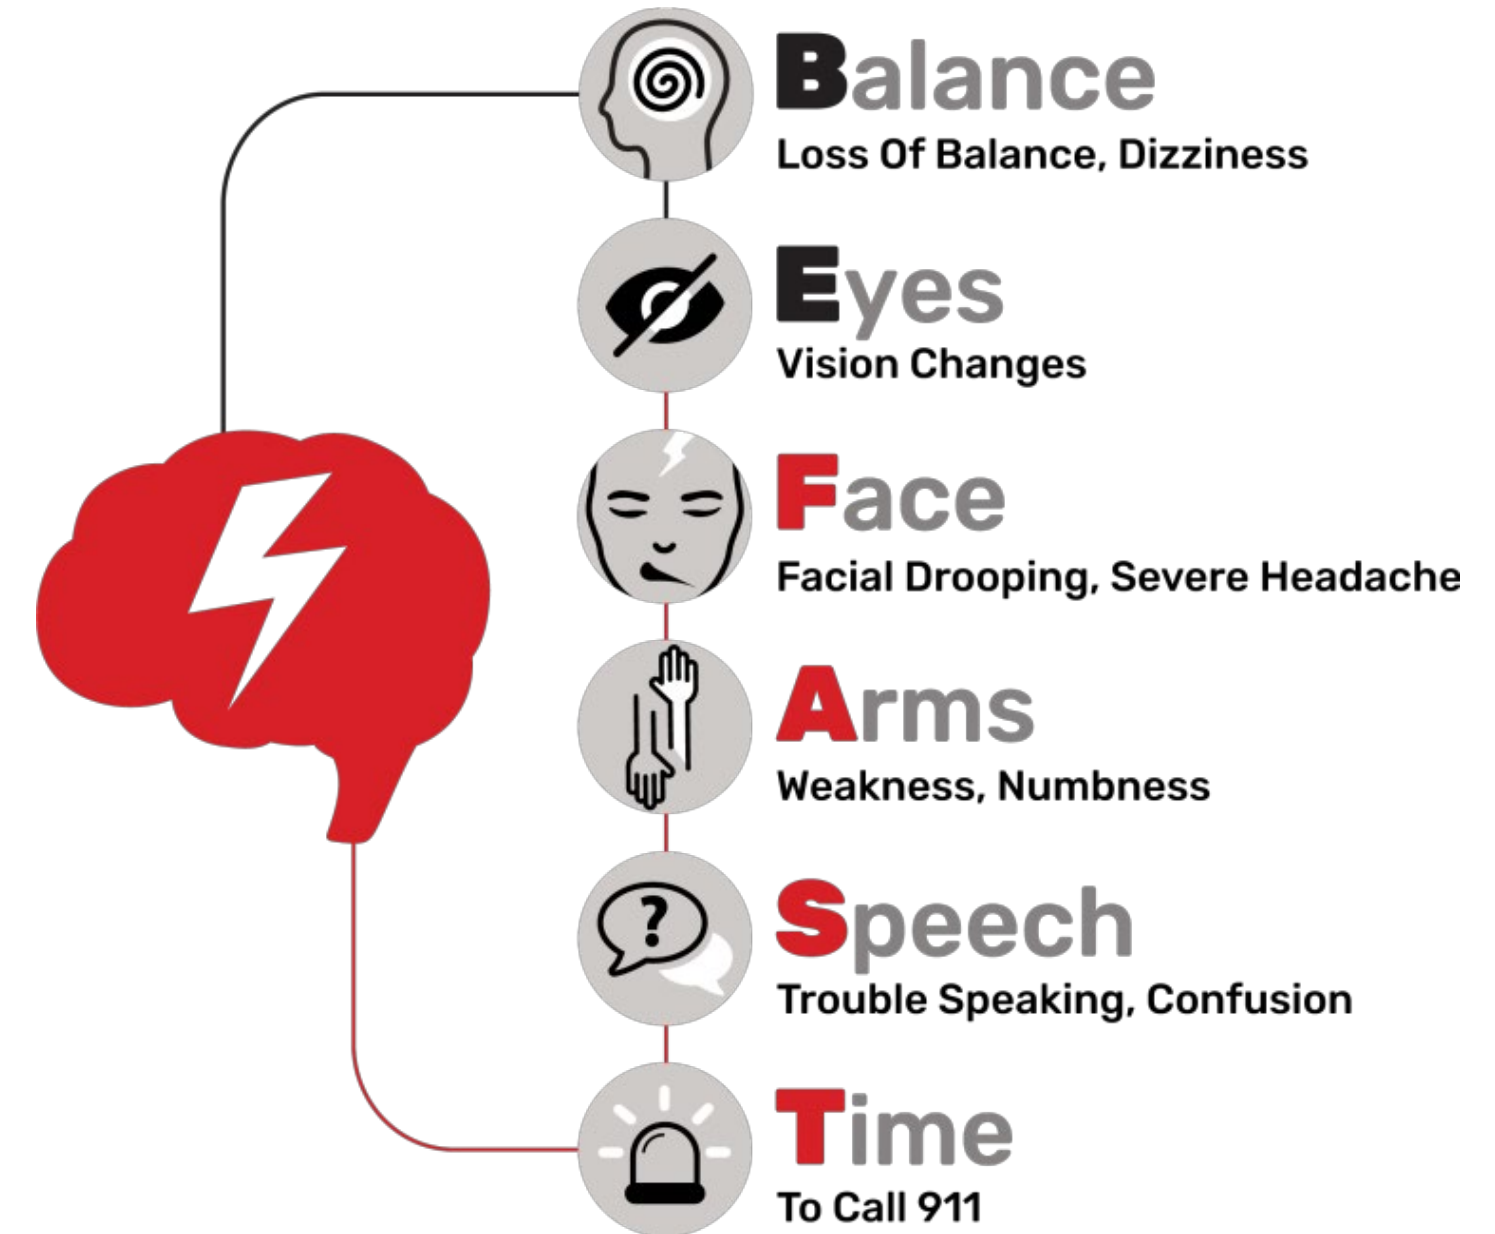 Balance
Loss Of Balance, Dizziness
Eyes
Vision Changes
Face
Facial Drooping, Severe Headache
Arms
Weakness, Numbness
?
Speech
Trouble Speaking, Confusion
Time
To Call 911